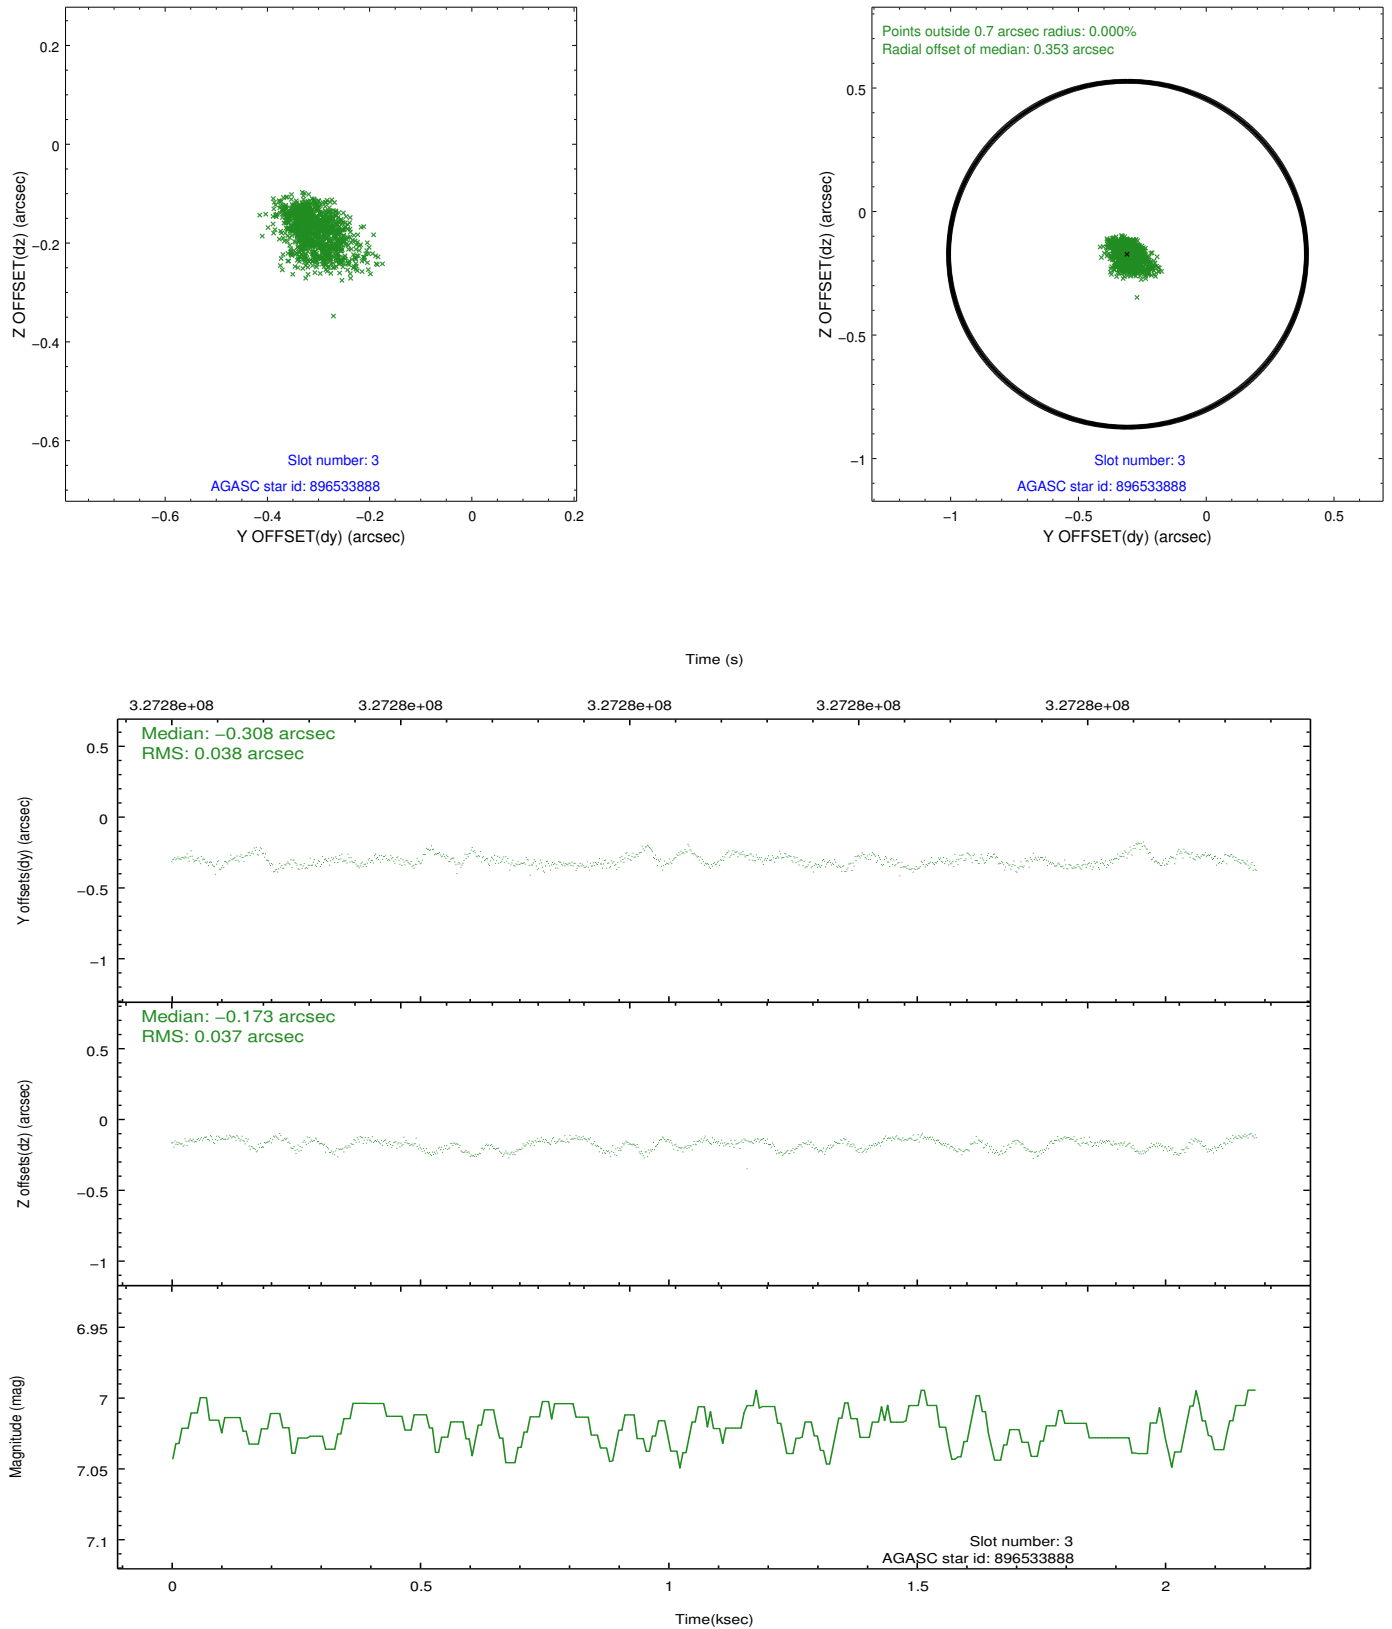 0.2
0
−0.2
−0.4
−0.6
Z OFFSET(dz) (arcsec)
Slot number: 3
AGASC star id: 896533888
−0.6
−0.4
−0.2
0
0.2
Y OFFSET(dy) (arcsec)
Points outside 0.7 arcsec radius: 0.000%
Radial offset of median: 0.353 arcsec
0.5
0
−0.5
−1
Z OFFSET(dz) (arcsec)
Slot number: 3
AGASC star id: 896533888
−1
−0.5
0
0.5
Y OFFSET(dy) (arcsec)
Time (s)
3.2728e+08
3.2728e+08
3.2728e+08
3.2728e+08
3.2728e+08
Median: −0.308 arcsec
RMS: 0.038 arcsec
0.5
0
−0.5
−1
Y offsets(dy) (arcsec)
Median: −0.173 arcsec
RMS: 0.037 arcsec
0.5
0
−0.5
−1
Z offsets(dz) (arcsec)
6.95
7
7.05
7.1
Magnitude (mag)
Slot number: 3
AGASC star id: 896533888
0
0.5
1
1.5
2
Time(ksec)